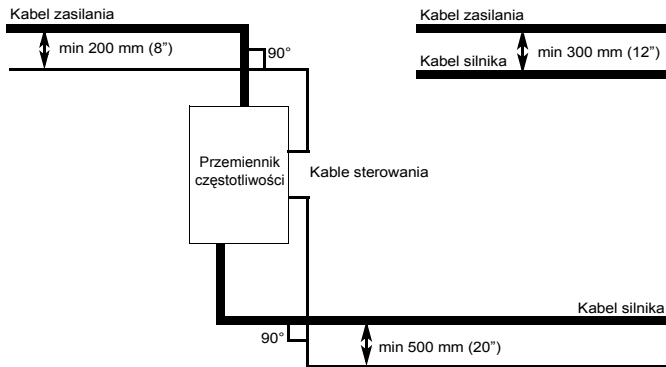 Kabel zasilania
min 200 mm (8”)
90°
Kabel zasilania
min 300 mm (12”)
Kabel silnika
Przemiennik
częstotliwości
Kable sterowania
Kabel silnika
90°
min 500 mm (20”)